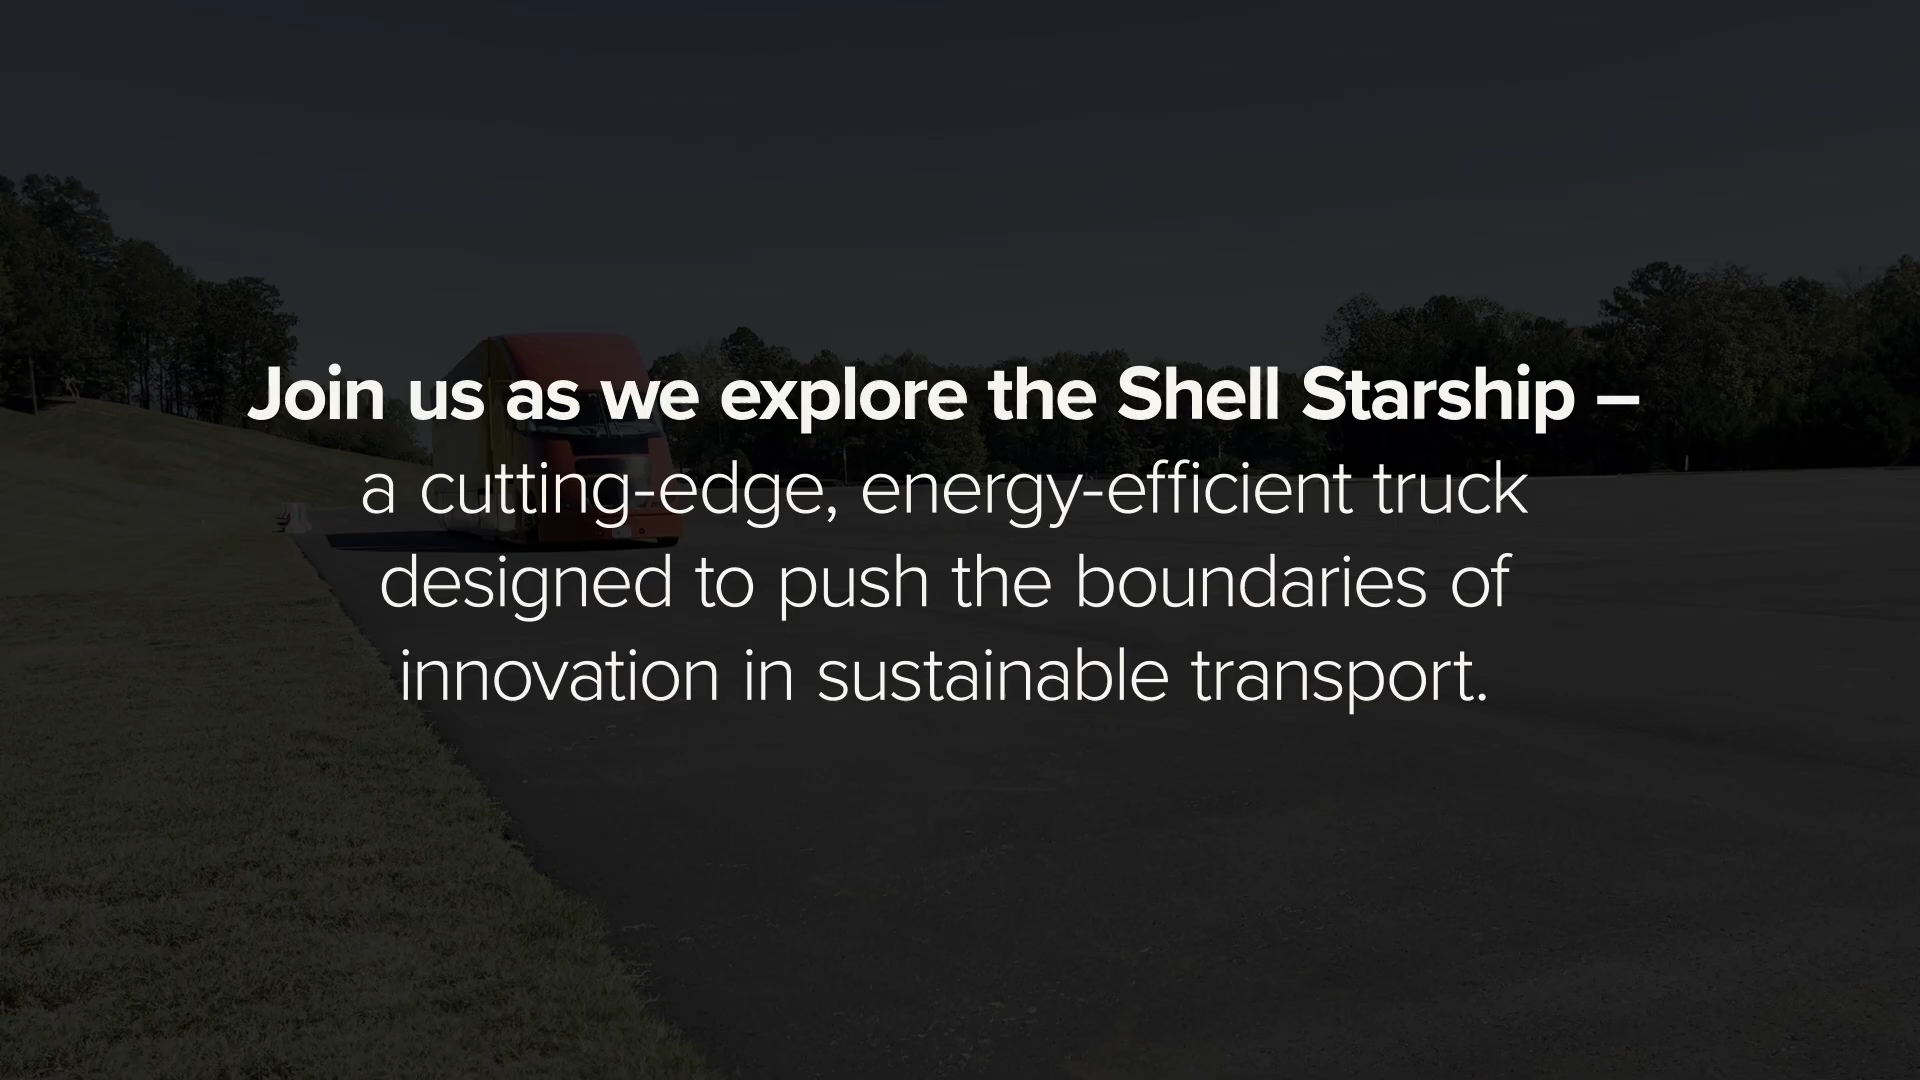 Join us as we explore the Shell Starship –
a cutting-edge, energy-efficient truck
designed to push the boundaries of
innovation in sustainable transport.